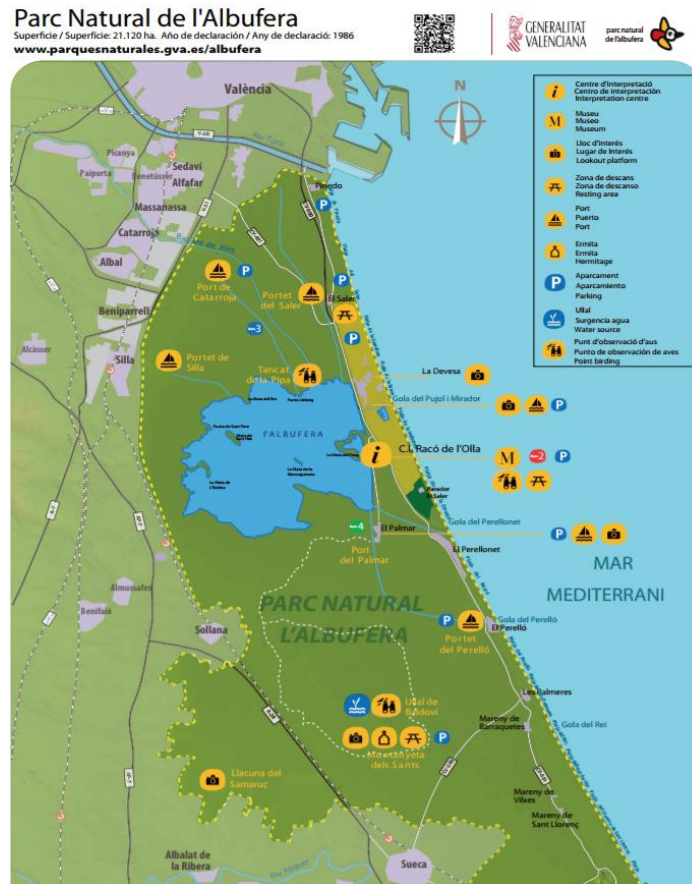 Parc Natural de l'Albufera
Superficie / Superfície: 21.120 ha. Año de declaración / Any de declaració: 1986
www.parquesnaturales.gva.es/albufera
GENERALITAT
VALENCIANA
parc natural
de l'albufera
N
Centre d'interpretació
Centro de interpretación
Interpretation centre
Museu
Museo
Museum
Lloc d'interés
Lugar de Interés
Lookout platform
Zona de descans
Zona de descanso
Resting area
Port
Puerto
Port
Ermita
Ermita
Hermitage
Aparcament
Aparcamiento
Parking
Ullal
Surgencia agua
Water source
Punt d'observació d'aus
Punto de observación de aves
Point birding
València
Riu Túria
Picanya
Paiporta
Benetússer
Sedaví
Alfafar
Massanassa
Catarroja
Albal
Beniparrell
Alcàsser
Silla
Pinedo
Port de
Catarroja
Portet
del Saler
El Saler
Portet de
Silla
Tancat
de la Pipa
L'ALBUFERA
La Devesa
Gola del Pujol i Mirador
C.I. Racó de l'Olla
Parador
El Saler
Gola del Perellonet
El Palmar
Port
del Palmar
El Perellonet
MAR
MEDITERRANI
PARC NATURAL
L'ALBUFERA
Almussafes
Benifaió
Sollana
Portet
del Perelló
Gola del Perelló
El Perelló
Les Palmeres
Gola del Rei
Mareny de
Barraquetes
Ullal de
Baldoví
Muntanyeta
dels Sants
Llacuna del
Samaruc
Mareny de
Vilxes
Mareny de
Sant Llorenç
Albalat de
la Ribera
Riu Xúquer
Sueca